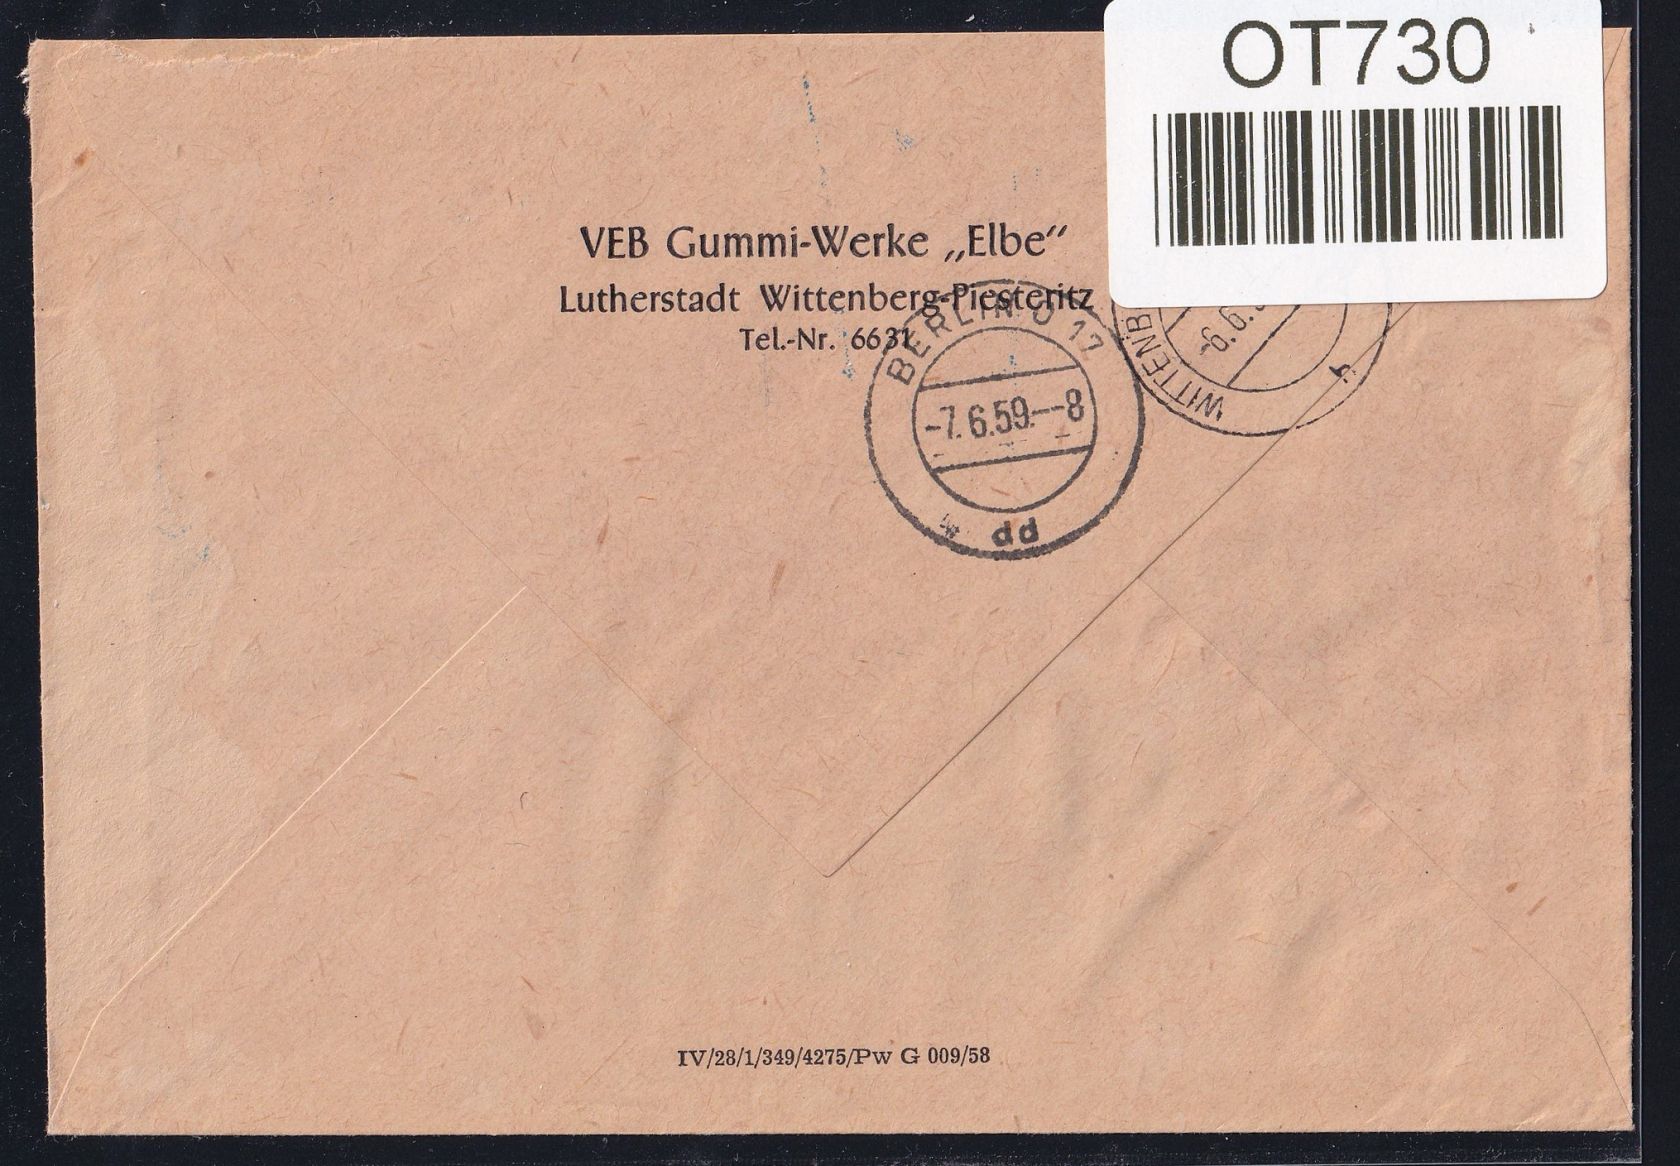 OT730
VEB Gummi-Werke „Elbe“
Lutherstadt Wittenberg-Piesteritz
Tel.-Nr. 6631
BERLIN O 17
-7.6.59.--8
* dd
WITTENB
-6.6.
b
IV/28/1/349/4275/Pw G 009/58